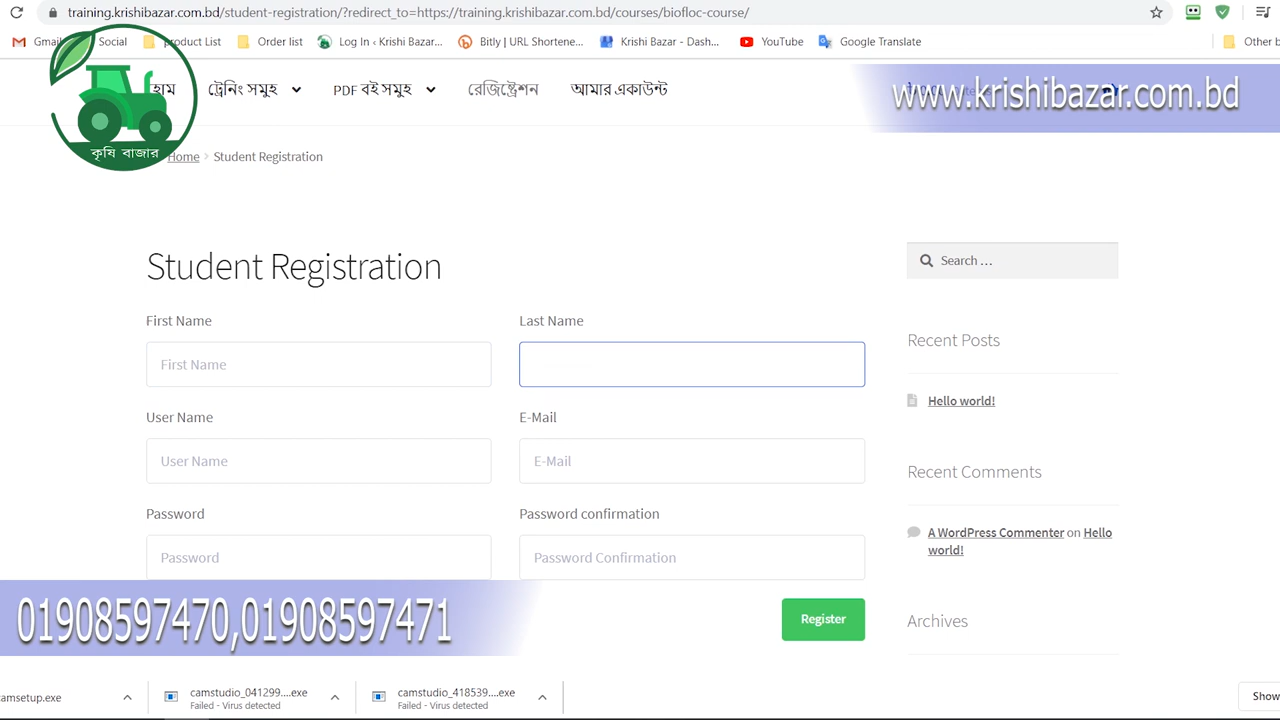 training.krishibazar.com.bd/student-registration/?redirect_to=https://training.krishibazar.com.bd/courses/biofloc-course/
Gmail Social product List Order list Log In ‹ Krishi Bazar... Bitly | URL Shortene... Krishi Bazar - Dash... YouTube Google Translate Other b
হোম ট্রেনিং সমুহ PDF বই সমুহ রেজিষ্ট্রেশন আমার একাউন্ট
www.krishibazar.com.bd
কৃষি বাজার
Home Student Registration
Student Registration
Search …
First Name Last Name
First Name
Recent Posts
Hello world!
User Name E-Mail
User Name E-Mail
Recent Comments
Password Password confirmation
A WordPress Commenter on Hello
world!
Password Password Confirmation
01908597470,01908597471
Register
Archives
camsetup.exe
camstudio_041299....exe
Failed - Virus detected
camstudio_418539....exe
Failed - Virus detected
Show